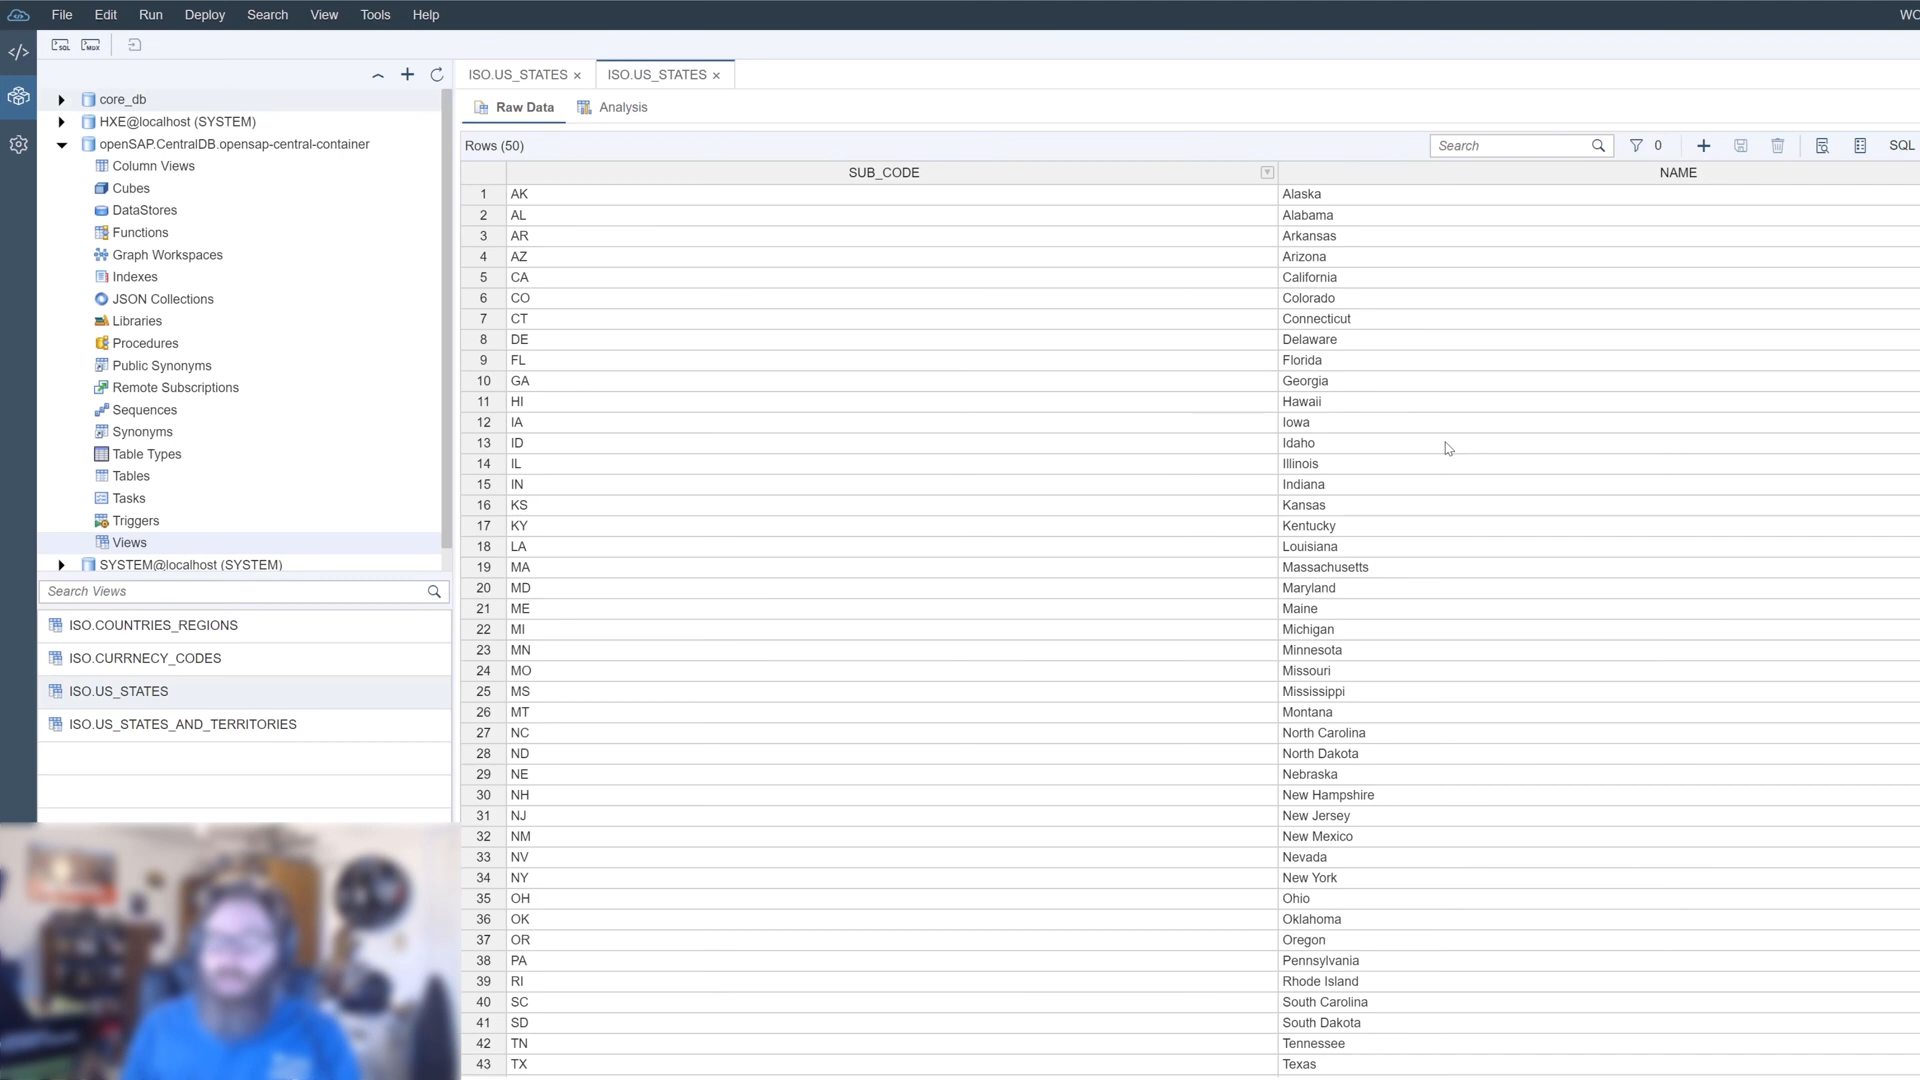 File Edit Run Deploy Search View Tools Help WO
SQL MDX
core_db
HXE@localhost (SYSTEM)
openSAP.CentralDB.opensap-central-container
Column Views
Cubes
DataStores
Functions
Graph Workspaces
Indexes
JSON Collections
Libraries
Procedures
Public Synonyms
Remote Subscriptions
Sequences
Synonyms
Table Types
Tables
Tasks
Triggers
Views
SYSTEM@localhost (SYSTEM)
Search Views
ISO.COUNTRIES_REGIONS
ISO.CURRNECY_CODES
ISO.US_STATES
ISO.US_STATES_AND_TERRITORIES
ISO.US_STATES × ISO.US_STATES ×
Raw Data Analysis
Rows (50) Search 0 SQL
SUB_CODE NAME
1 AK Alaska
2 AL Alabama
3 AR Arkansas
4 AZ Arizona
5 CA California
6 CO Colorado
7 CT Connecticut
8 DE Delaware
9 FL Florida
10 GA Georgia
11 HI Hawaii
12 IA Iowa
13 ID Idaho
14 IL Illinois
15 IN Indiana
16 KS Kansas
17 KY Kentucky
18 LA Louisiana
19 MA Massachusetts
20 MD Maryland
21 ME Maine
22 MI Michigan
23 MN Minnesota
24 MO Missouri
25 MS Mississippi
26 MT Montana
27 NC North Carolina
28 ND North Dakota
29 NE Nebraska
30 NH New Hampshire
31 NJ New Jersey
32 NM New Mexico
33 NV Nevada
34 NY New York
35 OH Ohio
36 OK Oklahoma
37 OR Oregon
38 PA Pennsylvania
39 RI Rhode Island
40 SC South Carolina
41 SD South Dakota
42 TN Tennessee
43 TX Texas